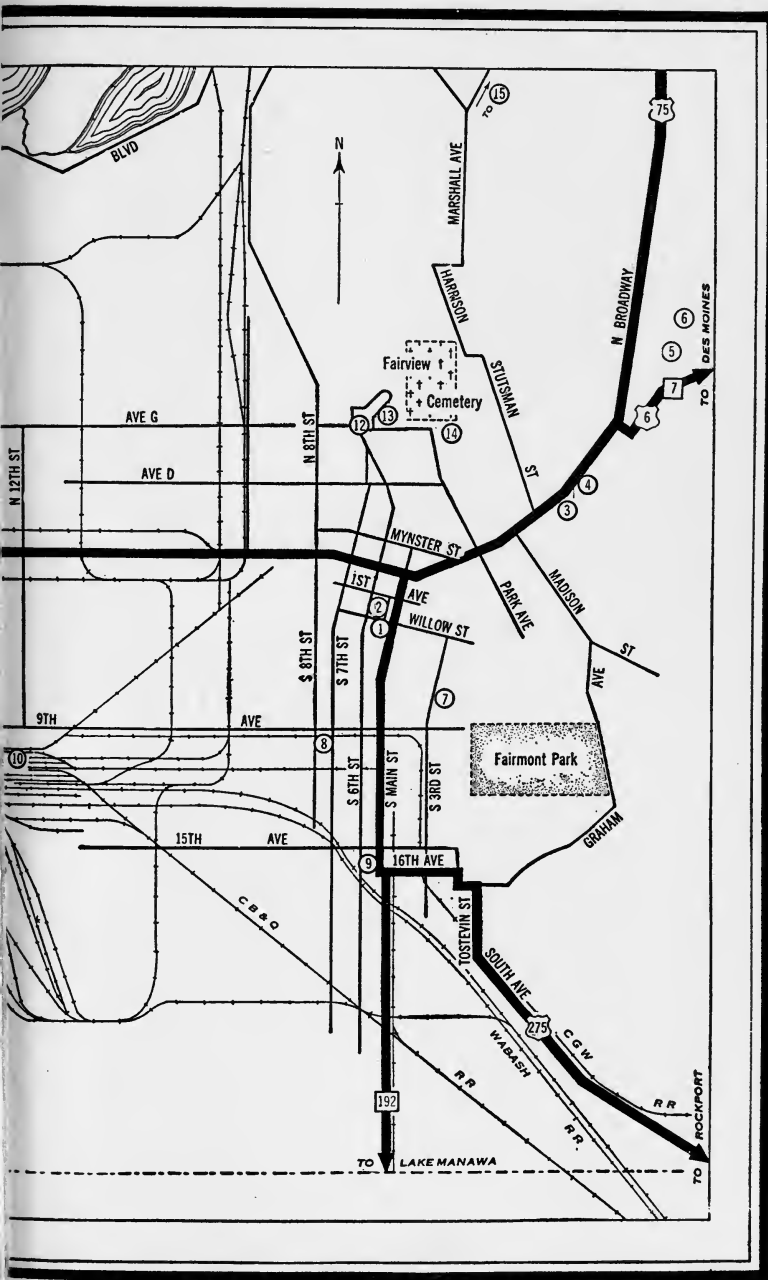 75
TO 15
BLVD
N
MARSHALL AVE
HARRISON
N BROADWAY
6
5
7
TO DES MOINES
6
Fairview
Cemetery
STUTSMAN
ST
12
13
14
AVE G
N 8TH ST
N 12TH ST
AVE D
4
3
MYNSTER ST
1ST AVE
2
1
WILLOW ST
PARK AVE
MADISON
ST
S 8TH ST
S 7TH ST
AVE
7
9TH AVE
8
10
Fairmont Park
S 6TH ST
S MAIN ST
S 3RD ST
GRAHAM
15TH AVE
9
16TH AVE
CB&Q
TOSTEVIN ST
SOUTH AVE
275
CGW
WABASH
RR
RR
RR
192
TO LAKE MANAWA
TO ROCKPORT